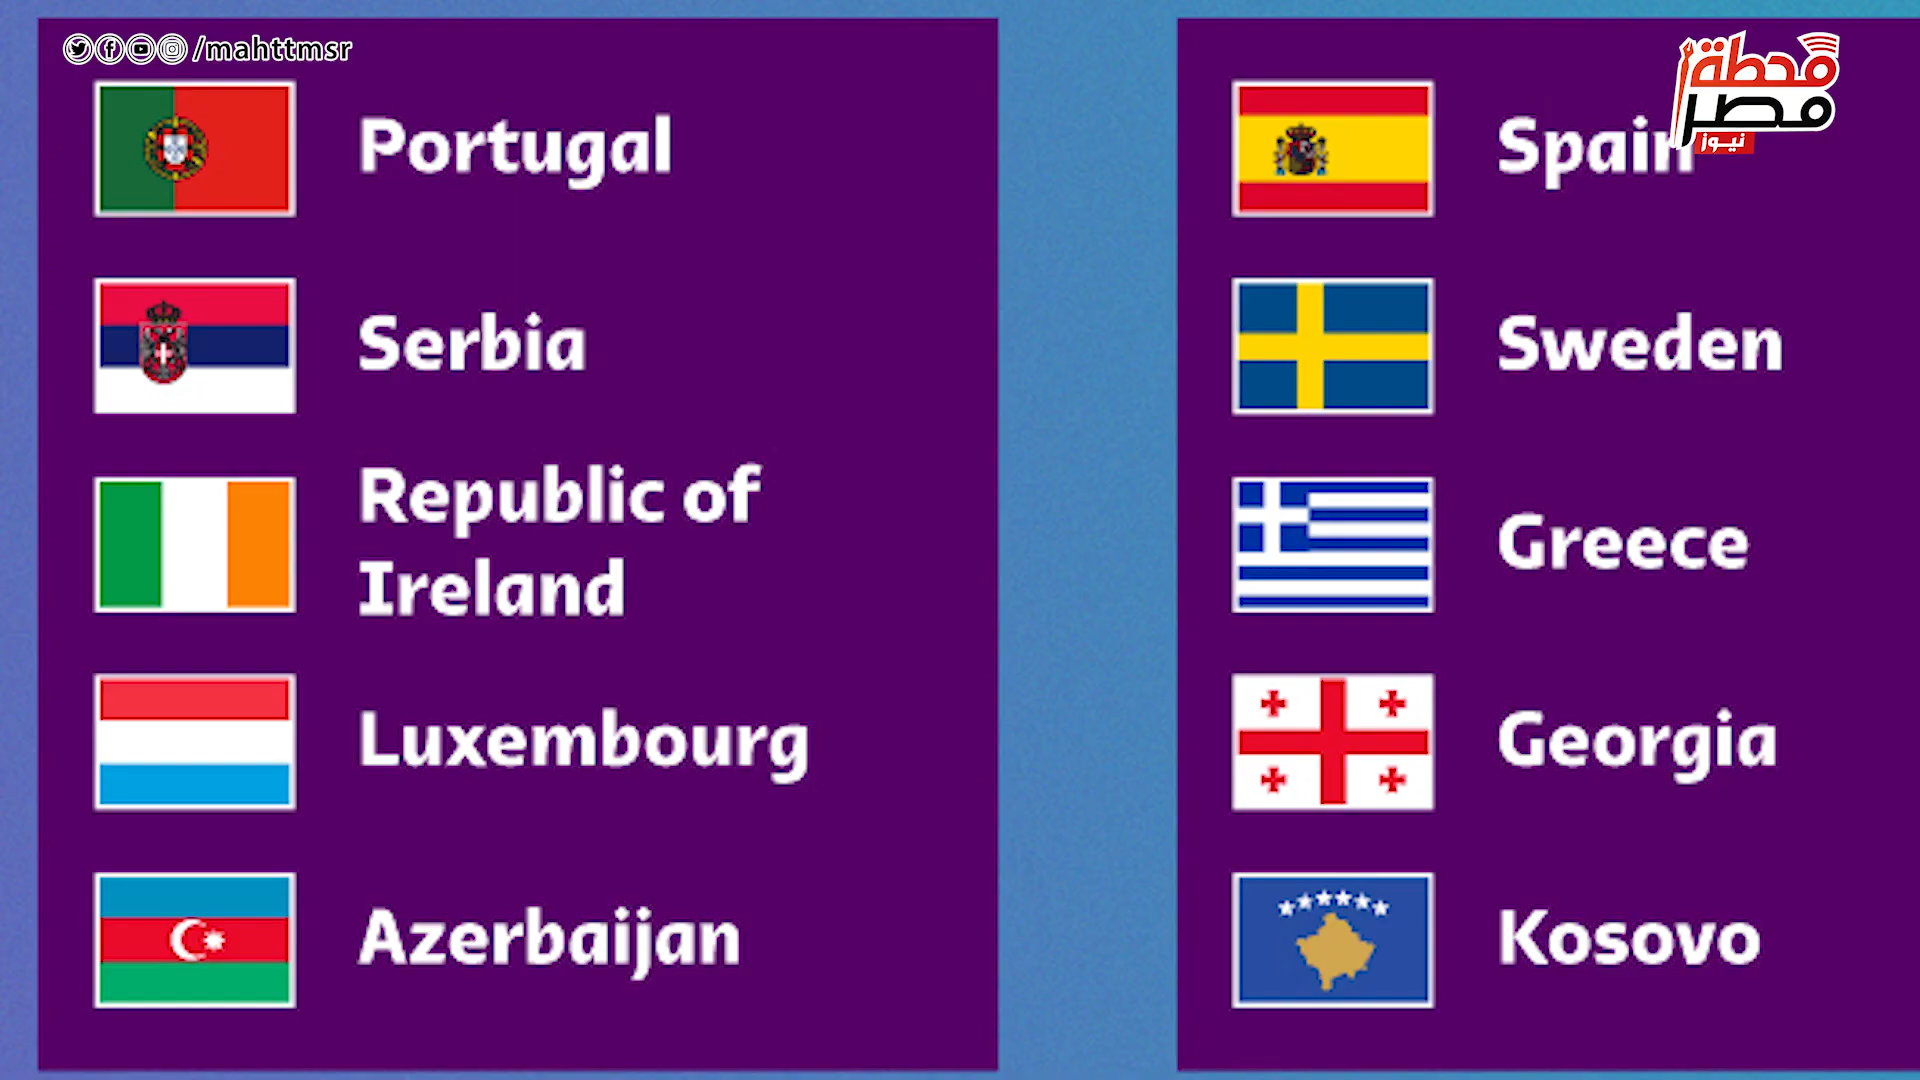 /mahttmsr
Portugal
Serbia
Republic of
Ireland
Luxembourg
Azerbaijan
محطة
مصر
نيوز
Spain
Sweden
Greece
Georgia
Kosovo